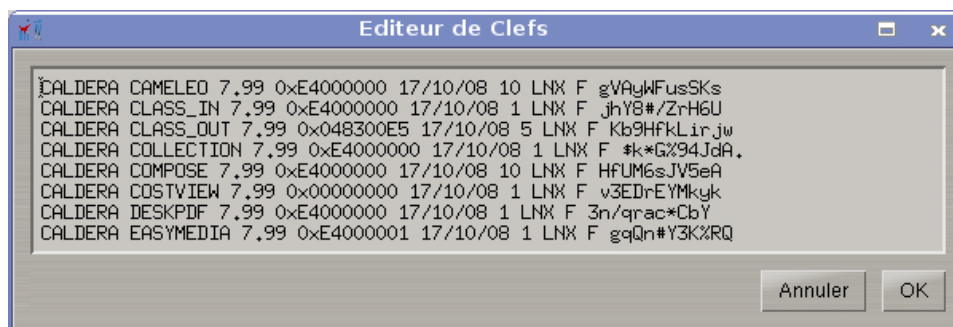 Editeur de Clefs
CALDERA CAMELEO 7.99 0xE4000000 17/10/08 10 LNX F gVAyWFusSKs
CALDERA CLASS_IN 7.99 0xE4000000 17/10/08 1 LNX F jhY8#/ZrH6U
CALDERA CLASS_OUT 7.99 0x048300E5 17/10/08 5 LNX F Kb9HfkLirjw
CALDERA COLLECTION 7.99 0xE4000000 17/10/08 1 LNX F $k*G%94JdA.
CALDERA COMPOSE 7.99 0xE4000000 17/10/08 10 LNX F HfUM6sJV5eA
CALDERA COSTVIEW 7.99 0x00000000 17/10/08 1 LNX F v3EDrEYMkyk
CALDERA DESKPDF 7.99 0xE4000000 17/10/08 1 LNX F 3n/qrac*CbY
CALDERA EASYMEDIA 7.99 0xE4000001 17/10/08 1 LNX F gqQn#Y3K%RQ
Annuler OK